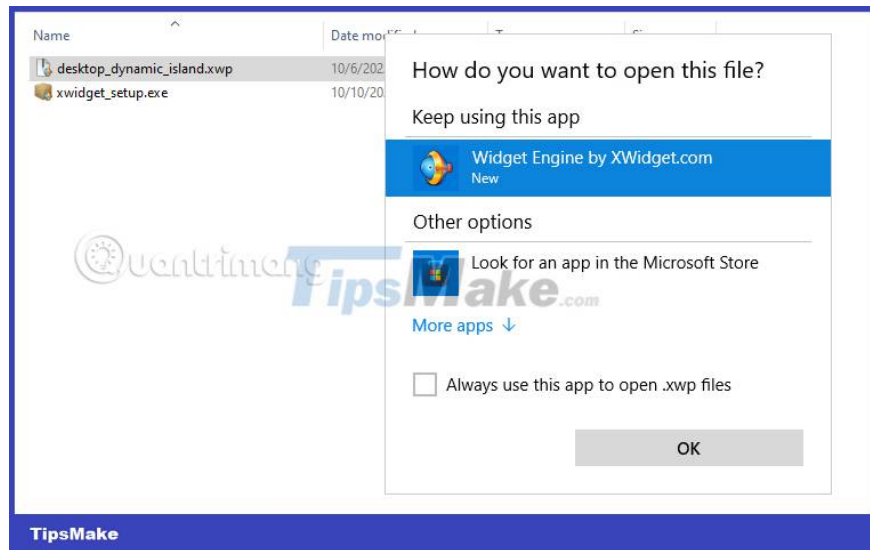 Name
Date mo
desktop_dynamic_island.xwp
10/6/202
xwidget_setup.exe
10/10/20
How do you want to open this file?
Keep using this app
Widget Engine by XWidget.com
New
Other options
Look for an app in the Microsoft Store
Quantrimang
TipsMake.com
More apps ↓
Always use this app to open .xwp files
OK
TipsMake